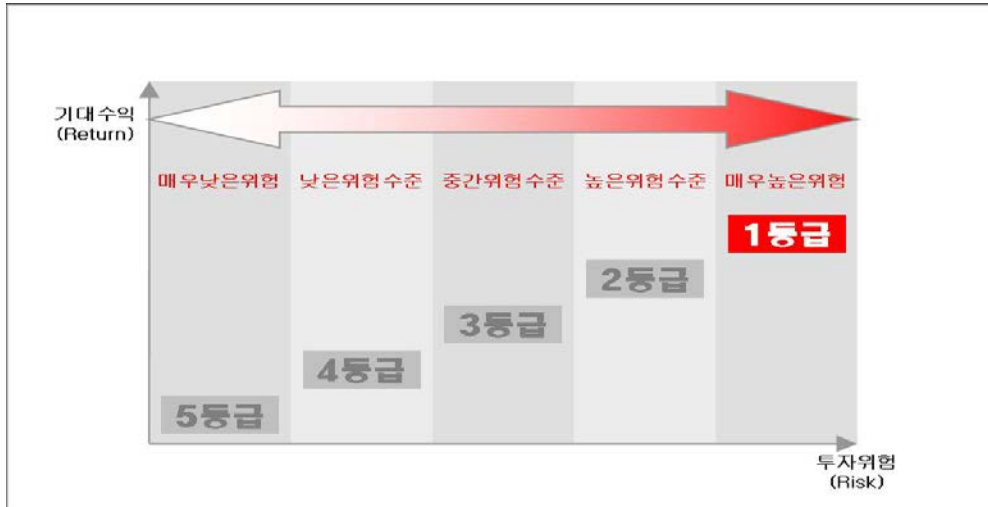 기대수익
(Return)
매우낮은위험
낮은위험수준
중간위험수준
높은위험수준
매우높은위험
1등급
2등급
3등급
4등급
5등급
투자위험
(Risk)